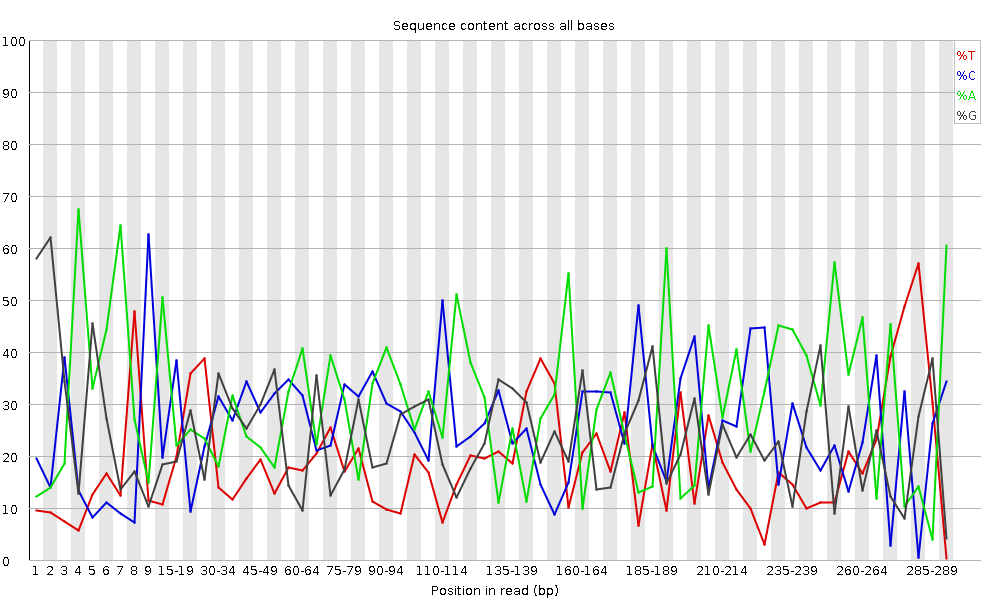 Sequence content across all bases
100
90
80
70
60
50
40
30
20
10
0
%T
%C
%A
%G
1 2 3 4 5 6 7 8 9 15-19 30-34 45-49 60-64 75-79 90-94 110-114 135-139 160-164 185-189 210-214 235-239 260-264 285-289
Position in read (bp)